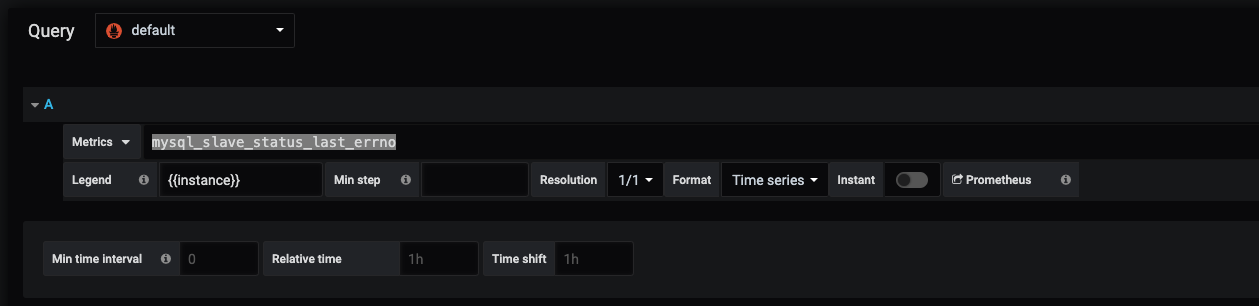 Query default
A
Metrics mysql_slave_status_last_errno
Legend {{instance}} Min step Resolution 1/1 Format Time series Instant Prometheus
Min time interval 0 Relative time 1h Time shift 1h